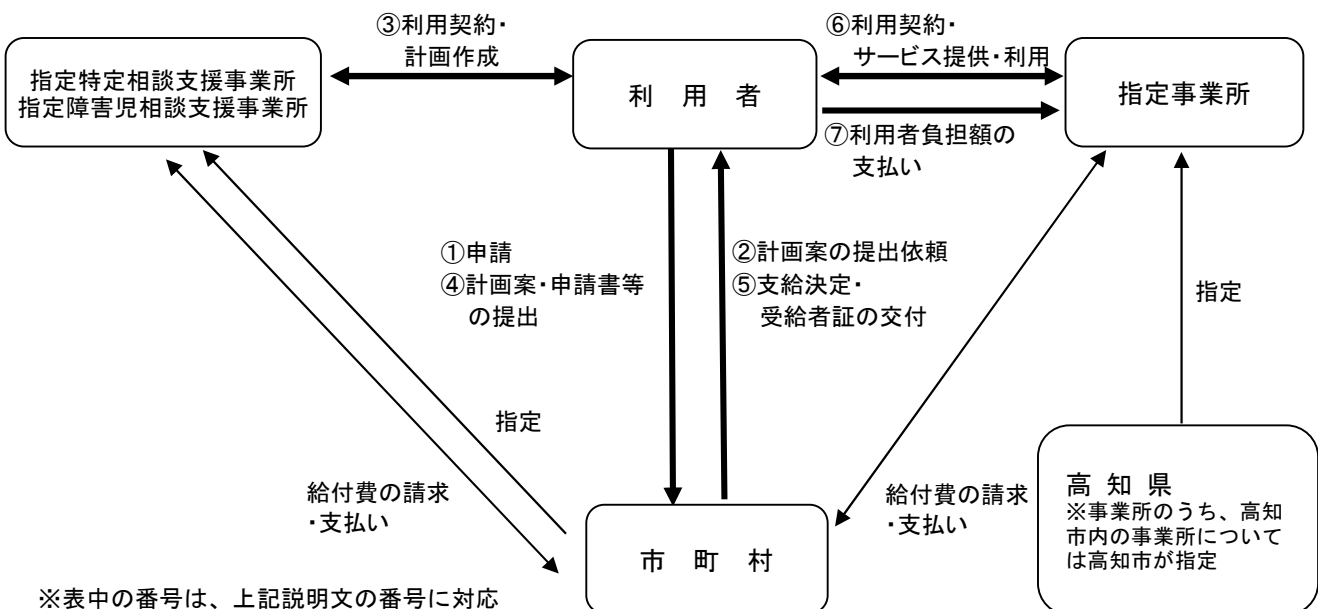 ③利用契約・
計画作成
⑥利用契約・
サービス提供・利用
指定特定相談支援事業所
指定障害児相談支援事業所
利　用　者
指定事業所
⑦利用者負担額の
支払い
①申請
④計画案・申請書等
の提出
②計画案の提出依頼
⑤支給決定・
受給者証の交付
指定
指定
給付費の請求
・支払い
給付費の請求
・支払い
高　知　県
※事業所のうち、高知
市内の事業所につい��
は高知市が指定
市　町　村
※表中の番号は、上記説明文の番号に対応